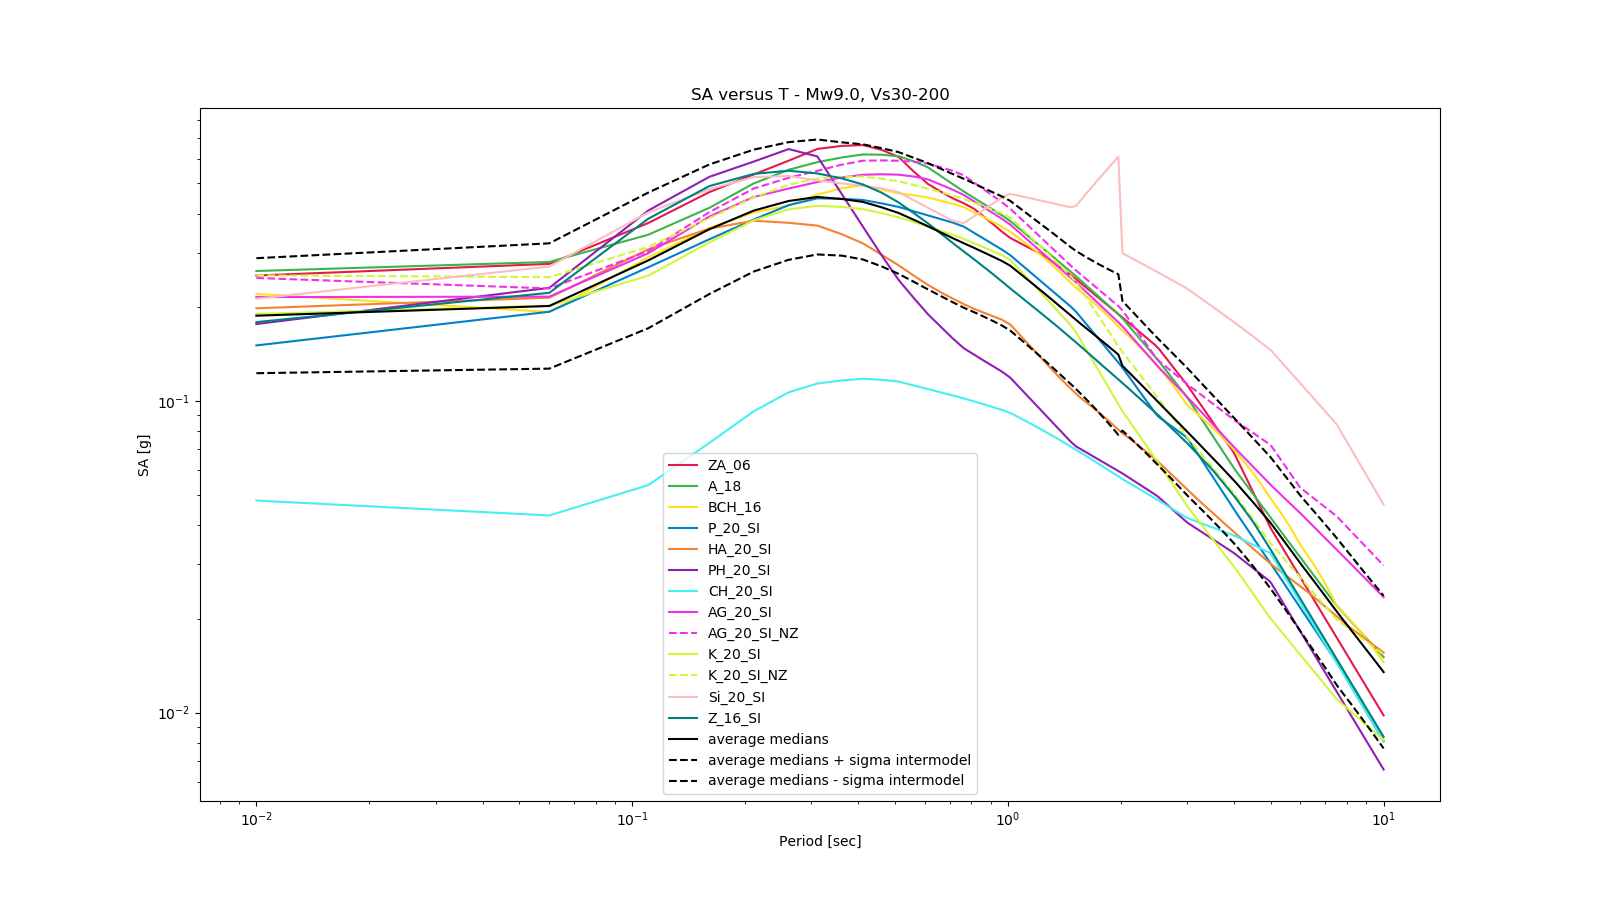 SA versus T - Mw9.0, Vs30-200
SA [g]
10⁻¹
10⁻²
ZA_06
A_18
BCH_16
P_20_SI
HA_20_SI
PH_20_SI
CH_20_SI
AG_20_SI
AG_20_SI_NZ
K_20_SI
K_20_SI_NZ
Si_20_SI
Z_16_SI
average medians
average medians + sigma intermodel
average medians - sigma intermodel
10⁻² 10⁻¹ 10⁰ 10¹
Period [sec]